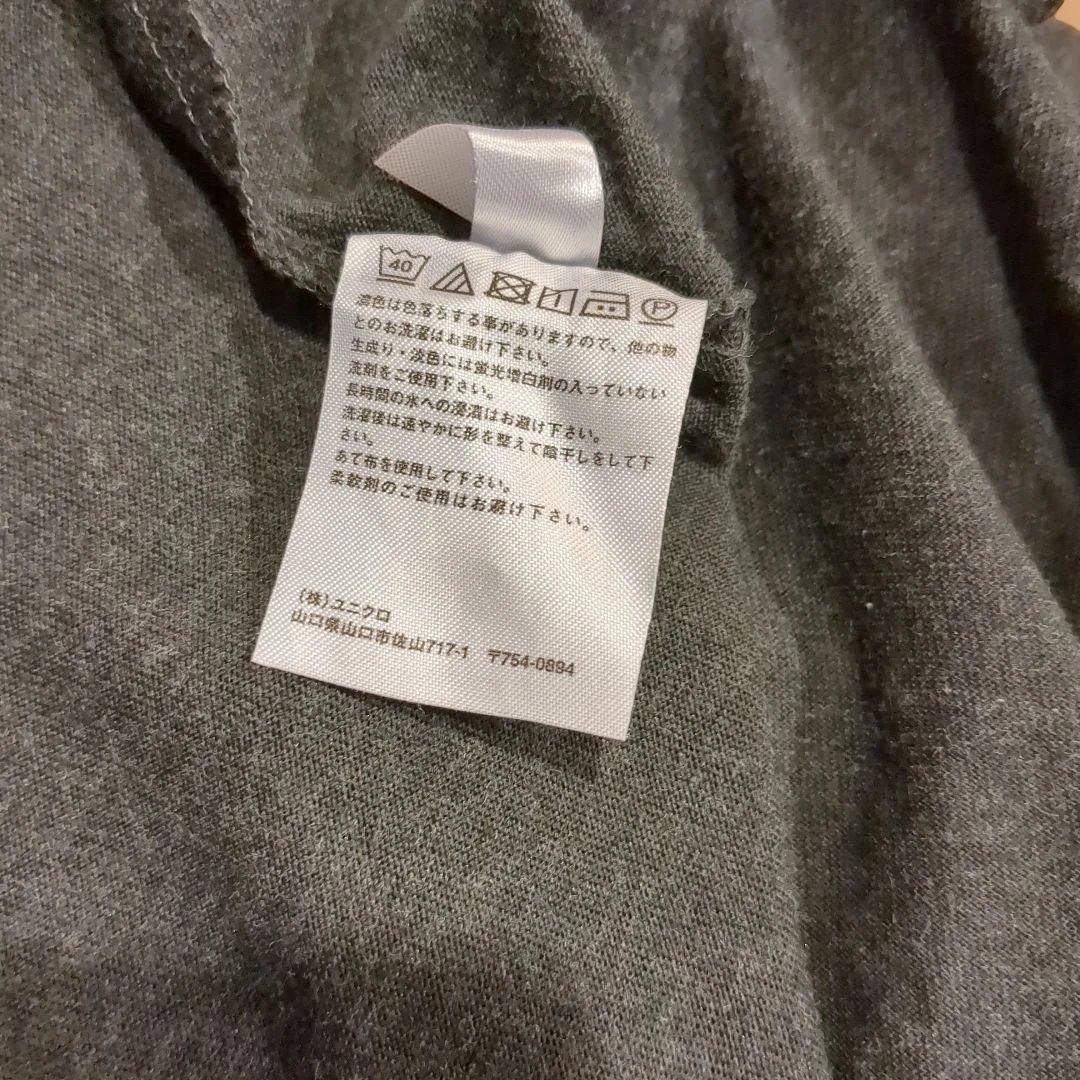 40
P
濃色は色落ちする事がありますので、他の物
とのお洗濯はお避け下さい。
生成り・淡色には蛍光増白剤の入っていない
洗剤をご使用下さい。
長時間の水への浸漬はお避け下さい。
洗濯後は速やかに形を整えて陰干しをして下
さい。
あて布を使用して下さい。
柔軟剤のご使用はお避け下さい。
(株)ユニクロ
山口県山口市佐山717-1 〒754-0894